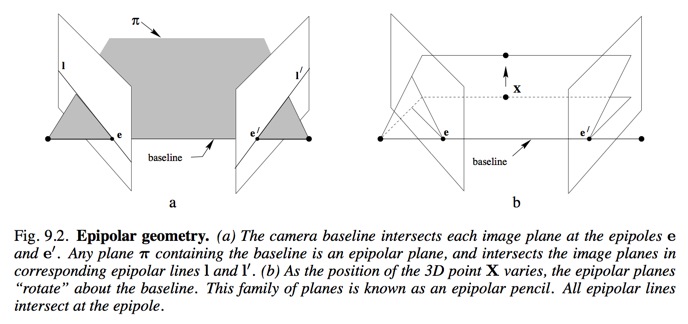 π
l
l′
e
e′
baseline
a
X
e
e′
baseline
b
Fig. 9.2. Epipolar geometry. (a) The camera baseline intersects each image plane at the epipoles e
and e′. Any plane π containing the baseline is an epipolar plane, and intersects the image planes in
corresponding epipolar lines l and l′. (b) As the position of the 3D point X varies, the epipolar planes
“rotate” about the baseline. This family of planes is known as an epipolar pencil. All epipolar lines
intersect at the epipole.